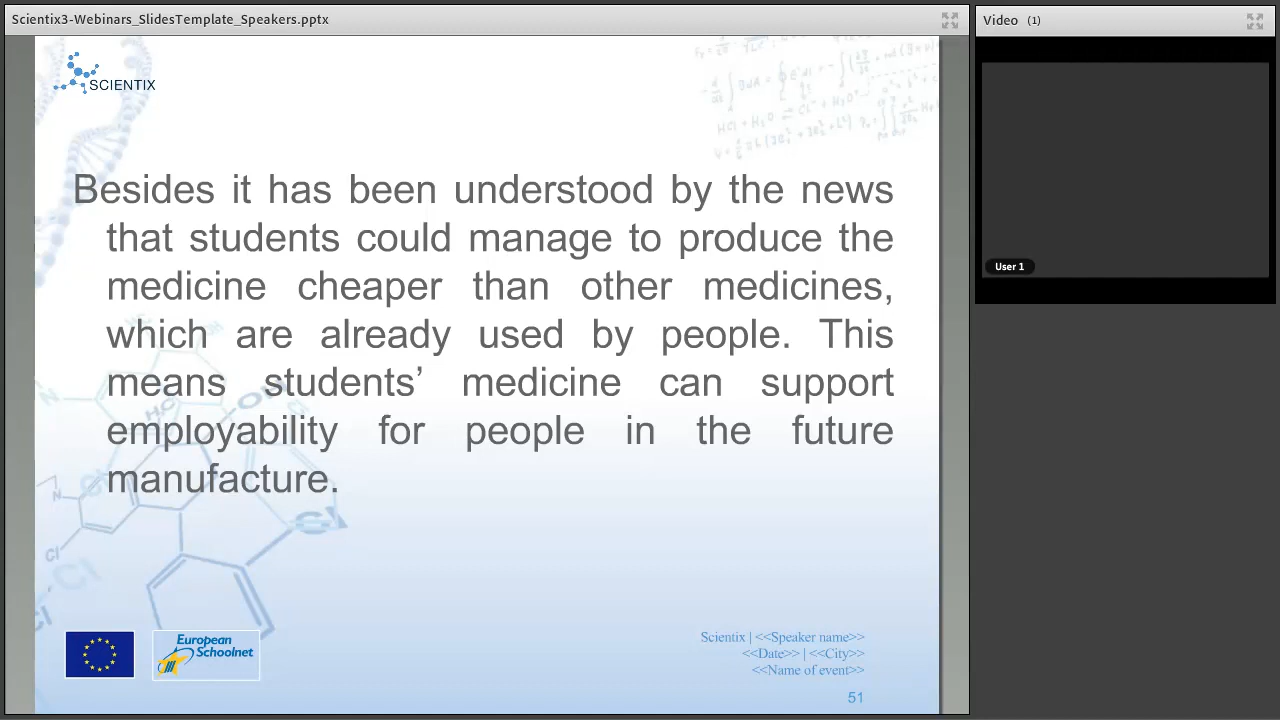 Scientix3-Webinars_SlidesTemplate_Speakers.pptx
Video (1)
SCIENTIX
Besides it has been understood by the news
that students could manage to produce the
medicine cheaper than other medicines,
which are already used by people. This
means students’ medicine can support
employability for people in the future
manufacture.
User 1
European
Schoolnet
Scientix | <<Speaker name>>
<<Date>> | <<City>>
<<Name of event>>
51